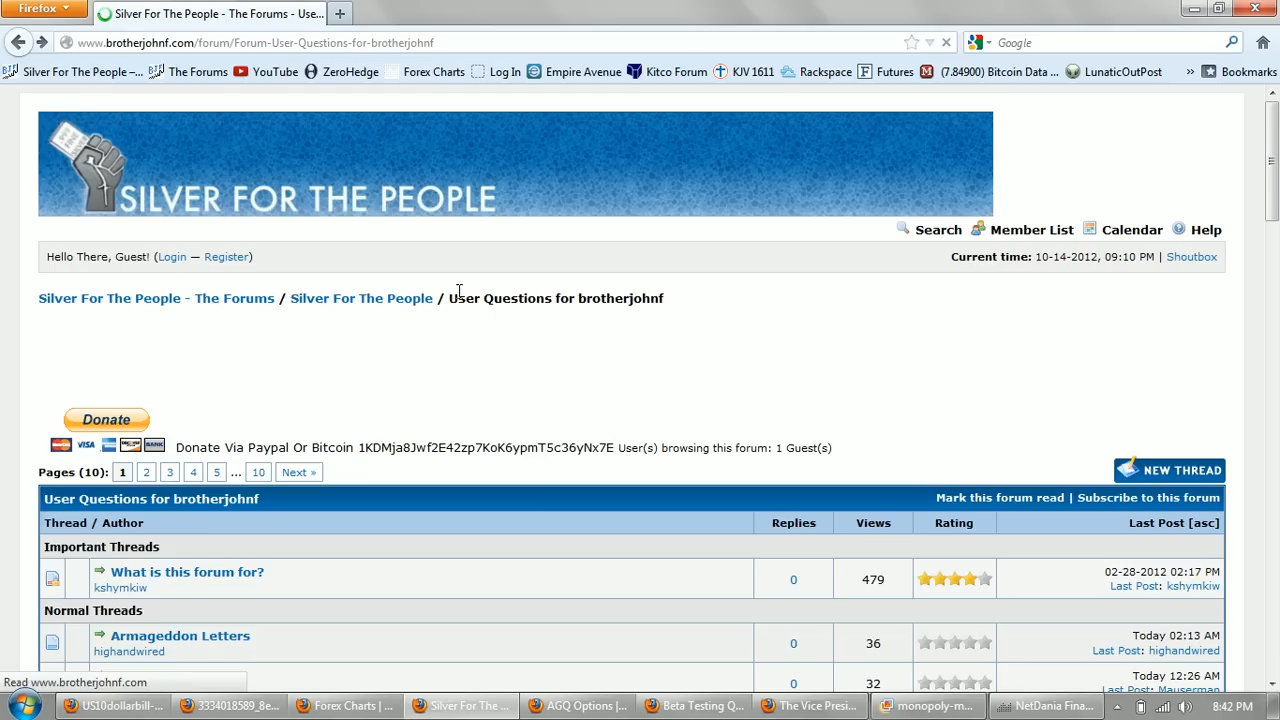 Firefox
Silver For The People - The Forums - Use...
www.brotherjohnf.com/forum/Forum-User-Questions-for-brotherjohnf
Google
Silver For The People –... The Forums YouTube ZeroHedge Forex Charts Log In Empire Avenue Kitco Forum KJV 1611 Rackspace Futures (7.84900) Bitcoin Data ... LunaticOutPost » Bookmarks
SILVER FOR THE PEOPLE
Search Member List Calendar Help
Hello There, Guest! (Login — Register) Current time: 10-14-2012, 09:10 PM | Shoutbox
Silver For The People - The Forums / Silver For The People / User Questions for brotherjohnf
Donate
VISA BANK Donate Via Paypal Or Bitcoin 1KDMja8Jwf2E42zp7KoK6ypmT5c36yNx7E User(s) browsing this forum: 1 Guest(s)
Pages (10): 1 2 3 4 5 ... 10 Next » NEW THREAD
User Questions for brotherjohnf Mark this forum read | Subscribe to this forum
Thread / Author Replies Views Rating Last Post [asc]
Important Threads
What is this forum for? 0 479 02-28-2012 02:17 PM
kshymkiw Last Post: kshymkiw
Normal Threads
Armageddon Letters 0 36 Today 02:13 AM
highandwired Last Post: highandwired
0 32 Today 12:26 AM
Last Post: Mauserman
Read www.brotherjohnf.com
US10dollarbill-... 3334018589_8e... Forex Charts | ... Silver For The ... AGQ Options |... Beta Testing Q... The Vice Presi... monopoly-m... NetDania Fina... 8:42 PM